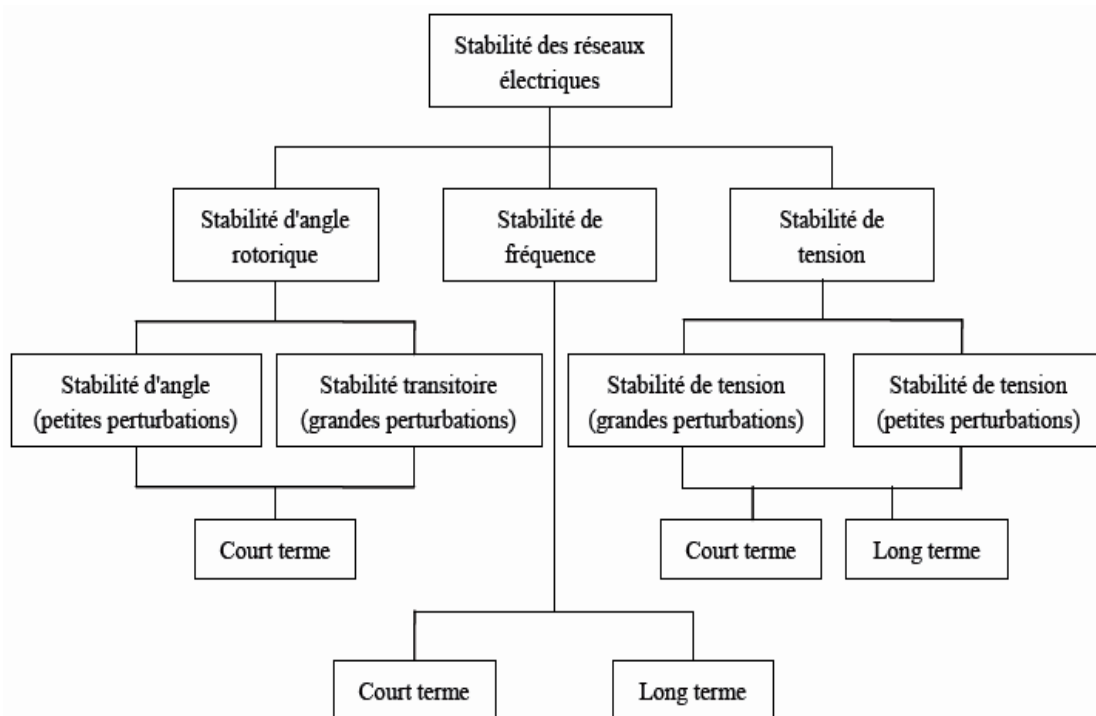 Stabilité des réseaux
électriques
Stabilité d'angle
rotorique
Stabilité de
fréquence
Stabilité de
tension
Stabilité d'angle
(petites perturbations)
Stabilité transitoire
(grandes perturbations)
Stabilité de tension
(grandes perturbations)
Stabilité de tension
(petites perturbations)
Court terme
Court terme
Long terme
Court terme
Long terme